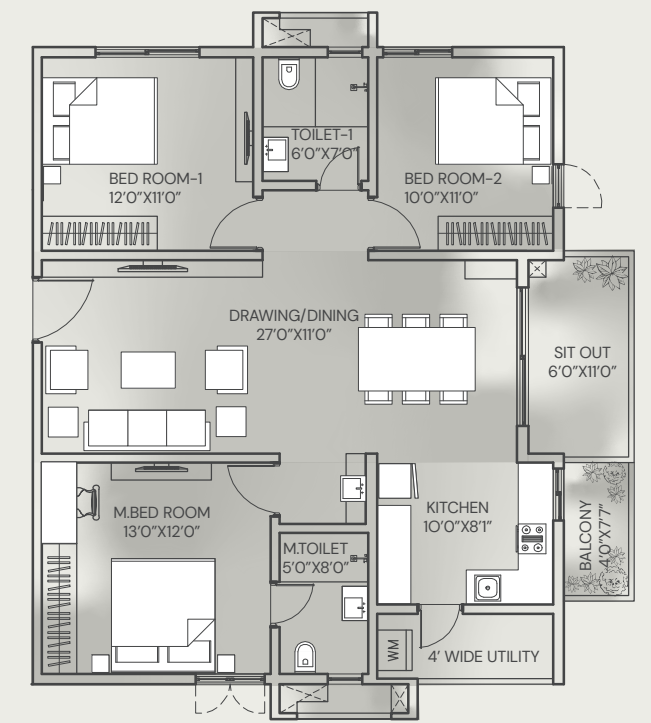 TOILET-1
6'0"X7'0"
BED ROOM-1
12'0"X11'0"
BED ROOM-2
10'0"X11'0"
DRAWING/DINING
27'0"X11'0"
SIT OUT
6'0"X11'0"
M.BED ROOM
13'0"X12'0"
KITCHEN
10'0"X8'1"
BALCONY
4'0"X7'7"
M.TOILET
5'0"X8'0"
WM
4' WIDE UTILITY